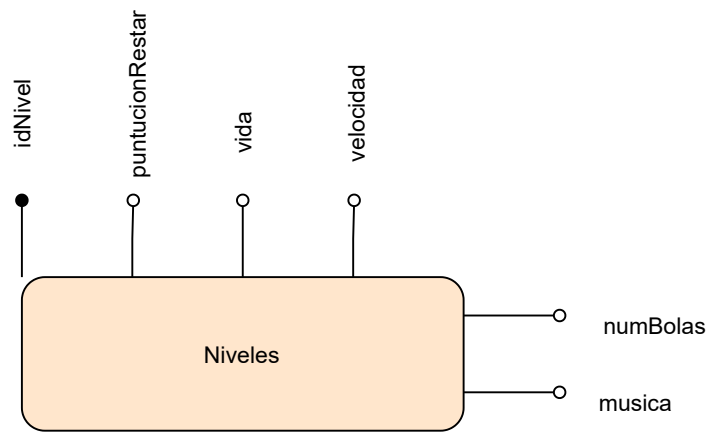 idNivel
puntucionRestar
vida
velocidad
Niveles
numBolas
musica